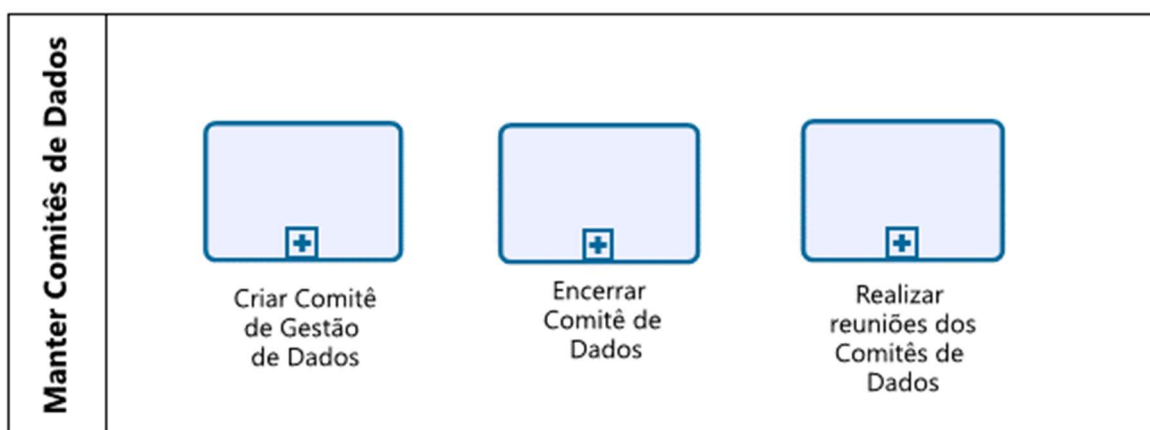 Manter Comitês de Dados
Criar Comitê
de Gestão
de Dados
Encerrar
Comitê de
Dados
Realizar
reuniões dos
Comitês de
Dados